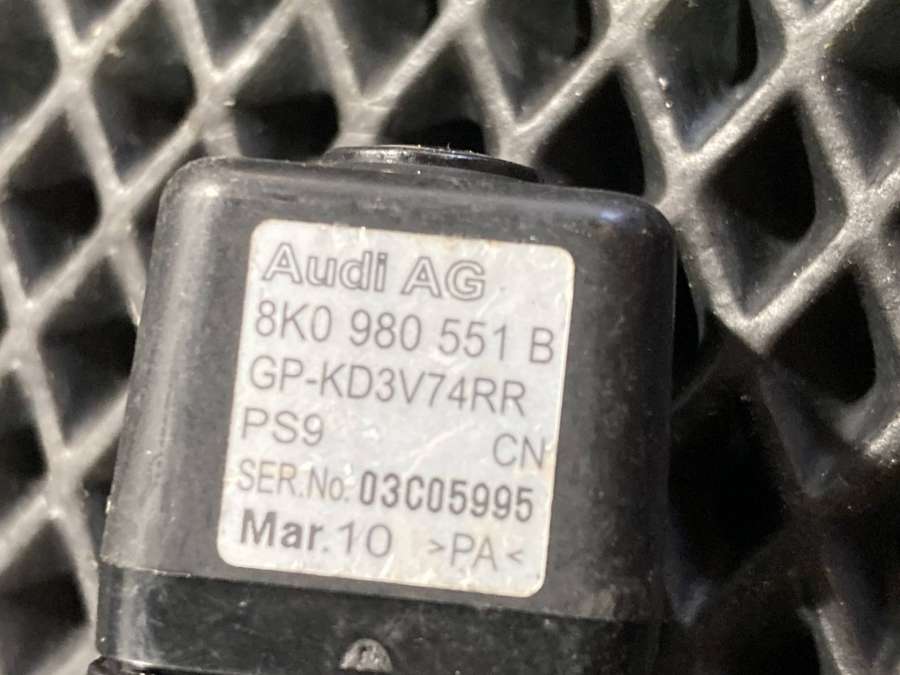 Audi AG
8K0 980 551 B
GP-KD3V74RR
PS9 CN
SER.No. 03C05995
Mar.10 >PA<